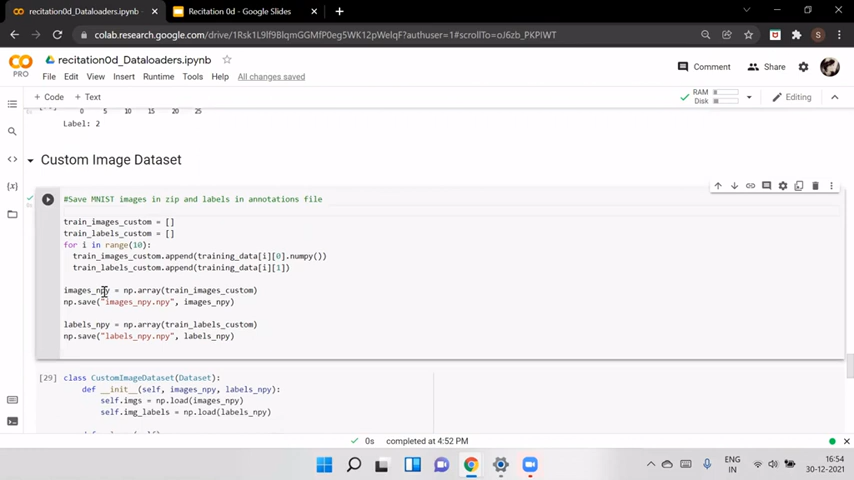 recitation0d_Dataloaders.ipynb -
Recitation 0d - Google Slides
colab.research.google.com/drive/1Rsk1L9lf9BlqmGGMfP0eg5WK12pWelqF?authuser=1#scrollTo=oJ6zb_PKPIWT
PRO
recitation0d_Dataloaders.ipynb
File Edit View Insert Runtime Tools Help All changes saved
Comment Share
+ Code + Text
RAM
Disk
Editing
0 5 10 15 20 25
Label: 2
Custom Image Dataset
#Save MNIST images in zip and labels in annotations file
train_images_custom = []
train_labels_custom = []
for i in range(10):
train_images_custom.append(training_data[i][0].numpy())
train_labels_custom.append(training_data[i][1])
images_npy = np.array(train_images_custom)
np.save("images_npy.npy", images_npy)
labels_npy = np.array(train_labels_custom)
np.save("labels_npy.npy", labels_npy)
[29] class CustomImageDataset(Dataset):
def __init__(self, images_npy, labels_npy):
self.imgs = np.load(images_npy)
self.img_labels = np.load(labels_npy)
0s completed at 4:52 PM
ENG
IN
16:54
30-12-2021